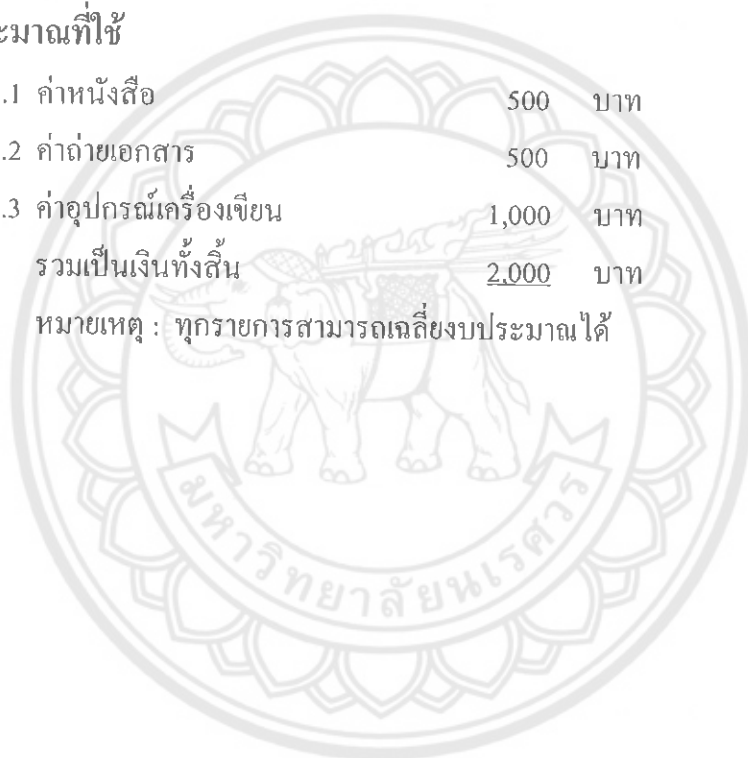 ะมาณที่ใช้
.1 ค่าหนังสือ 500 บาท
.2 ค่าถ่ายเอกสาร 500 บาท
.3 ค่าอุปกรณ์เครื่องเขียน 1,000 บาท
รวมเป็นเงินทั้งสิ้น 2,000 บาท
หมายเหตุ : ทุกรายการสามารถเฉลี่ยงบประมาณได้
มหาวิทยาลัยนเรศวร